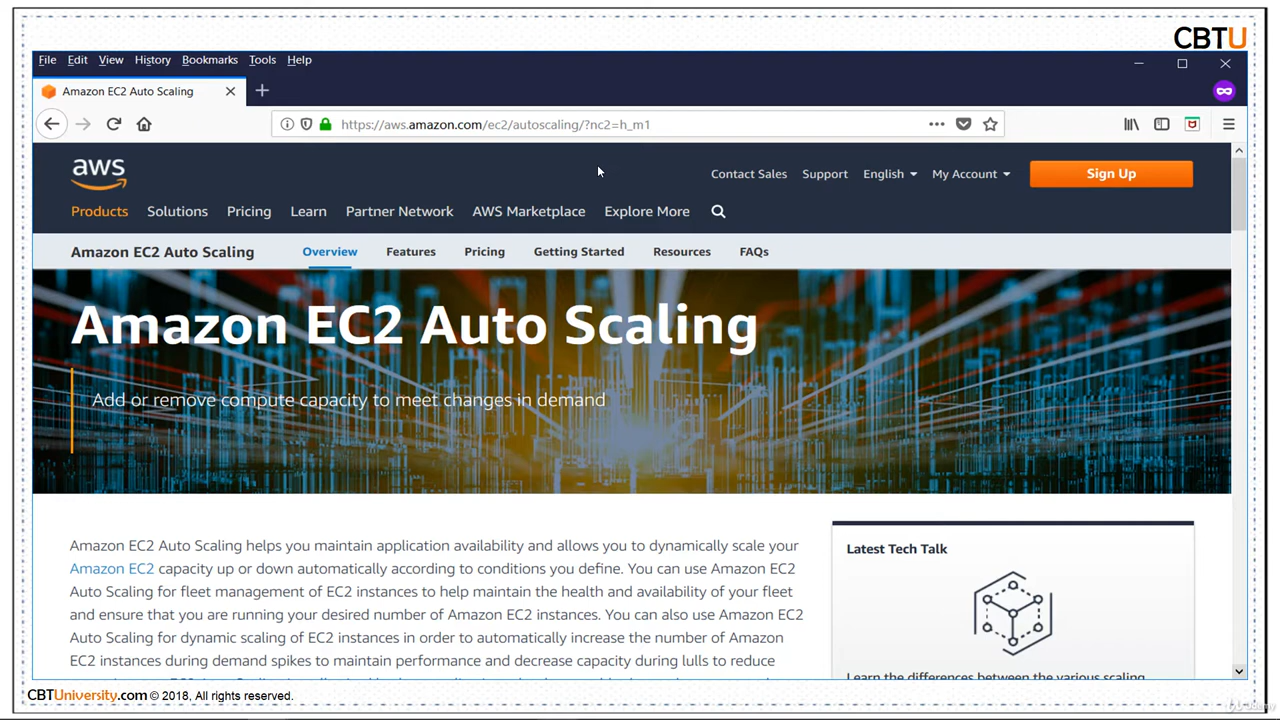 CBTU
File Edit View History Bookmarks Tools Help
Amazon EC2 Auto Scaling
https://aws.amazon.com/ec2/autoscaling/?nc2=h_m1
aws
Contact Sales Support English My Account Sign Up
Products Solutions Pricing Learn Partner Network AWS Marketplace Explore More
Amazon EC2 Auto Scaling Overview Features Pricing Getting Started Resources FAQs
Amazon EC2 Auto Scaling
Add or remove compute capacity to meet changes in demand
Amazon EC2 Auto Scaling helps you maintain application availability and allows you to dynamically scale your
Amazon EC2 capacity up or down automatically according to conditions you define. You can use Amazon EC2
Auto Scaling for fleet management of EC2 instances to help maintain the health and availability of your fleet
and ensure that you are running your desired number of Amazon EC2 instances. You can also use Amazon EC2
Auto Scaling for dynamic scaling of EC2 instances in order to automatically increase the number of Amazon
EC2 instances during demand spikes to maintain performance and decrease capacity during lulls to reduce
Latest Tech Talk
Learn the differences between the various scaling
CBTUniversity.com © 2018, All rights reserved.